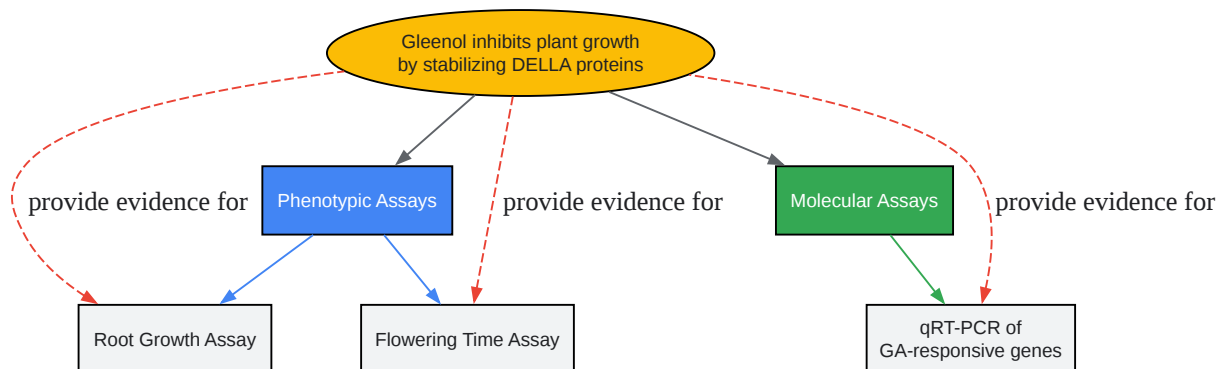 Gleenol inhibits plant growth
by stabilizing DELLA proteins
Phenotypic Assays
Molecular Assays
provide evidence for
provide evidence for
provide evidence for
Root Growth Assay
Flowering Time Assay
qRT-PCR of
GA-responsive genes